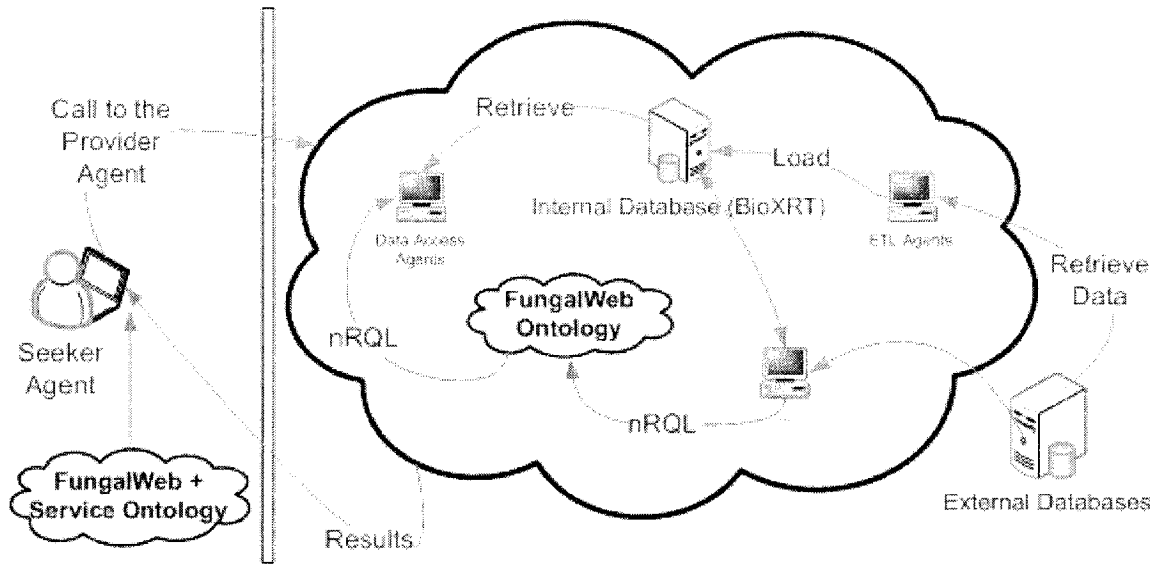 Call to the
Provider
Agent
Seeker
Agent
FungalWeb +
Service Ontology
Results
Retrieve
Load
Internal Database (BioXRT)
Data Access
Agents
ETL Agents
Retrieve
Data
FungalWeb
Ontology
nRQL
nRQL
External Databases